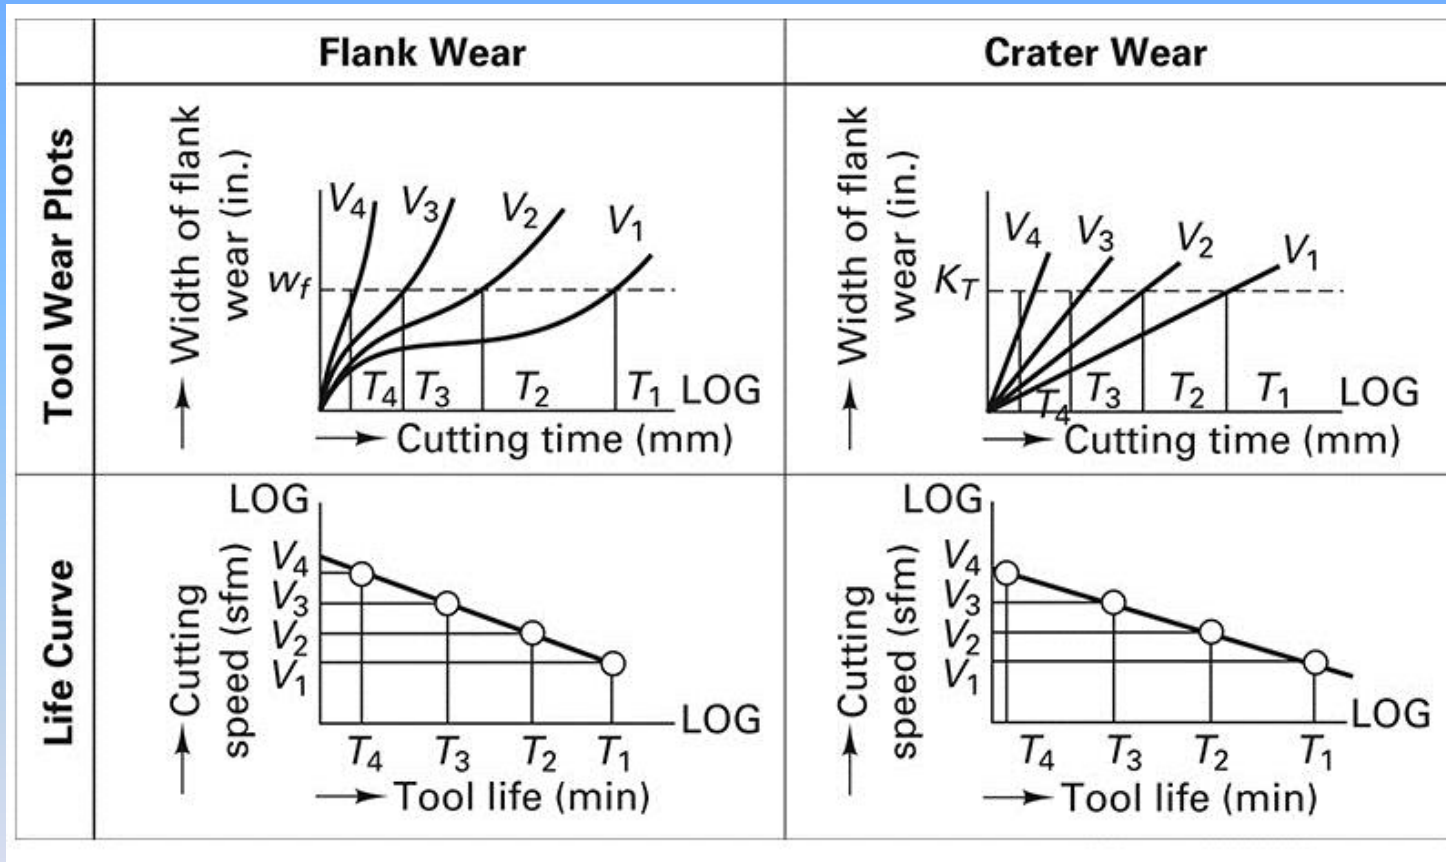 Flank Wear
Crater Wear
Tool Wear Plots
Width of flank
wear (in.)
V4
V3
V2
V1
wf
T4
T3
T2
T1
LOG
Cutting time (mm)
Width of flank
wear (in.)
V4
V3
V2
V1
KT
T4
T3
T2
T1
LOG
Cutting time (mm)
Life Curve
LOG
Cutting
speed (sfm)
V4
V3
V2
V1
LOG
T4
T3
T2
T1
Tool life (min)
LOG
Cutting
speed (sfm)
V4
V3
V2
V1
LOG
T4
T3
T2
T1
Tool life (min)